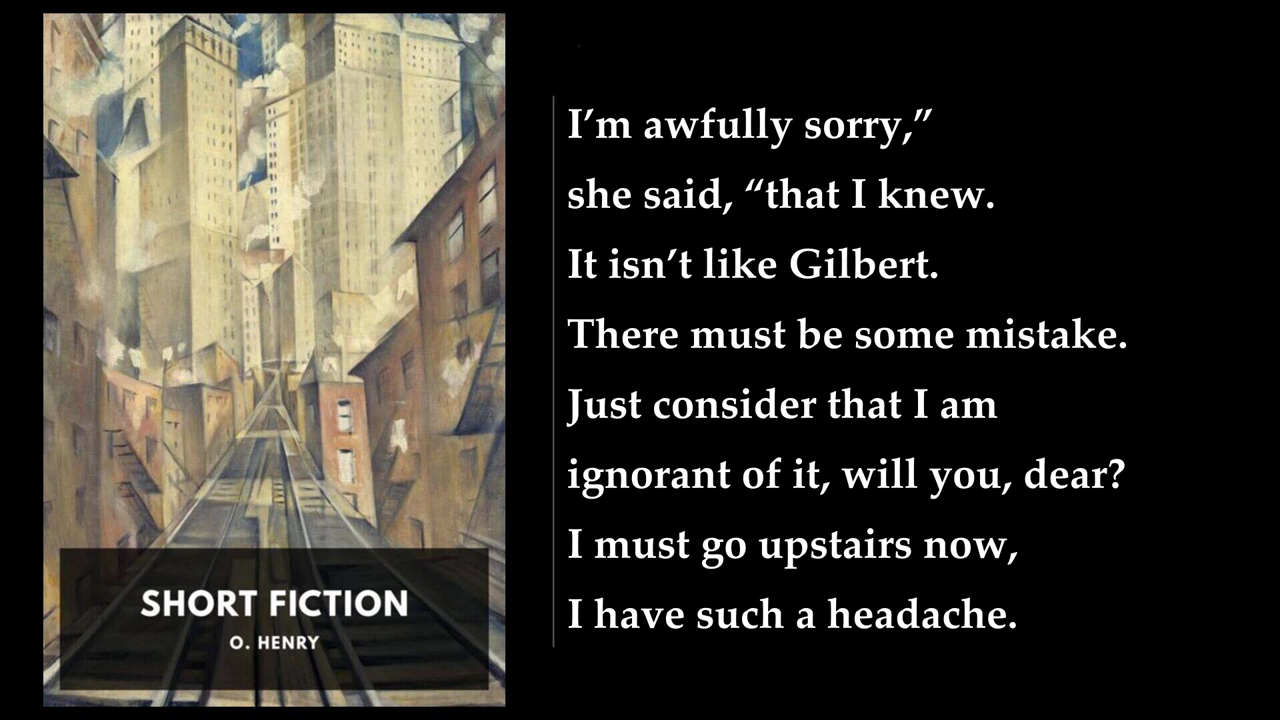 SHORT FICTION
O. HENRY
I’m awfully sorry,”
she said, “that I knew.
It isn’t like Gilbert.
There must be some mistake.
Just consider that I am
ignorant of it, will you, dear?
I must go upstairs now,
I have such a headache.